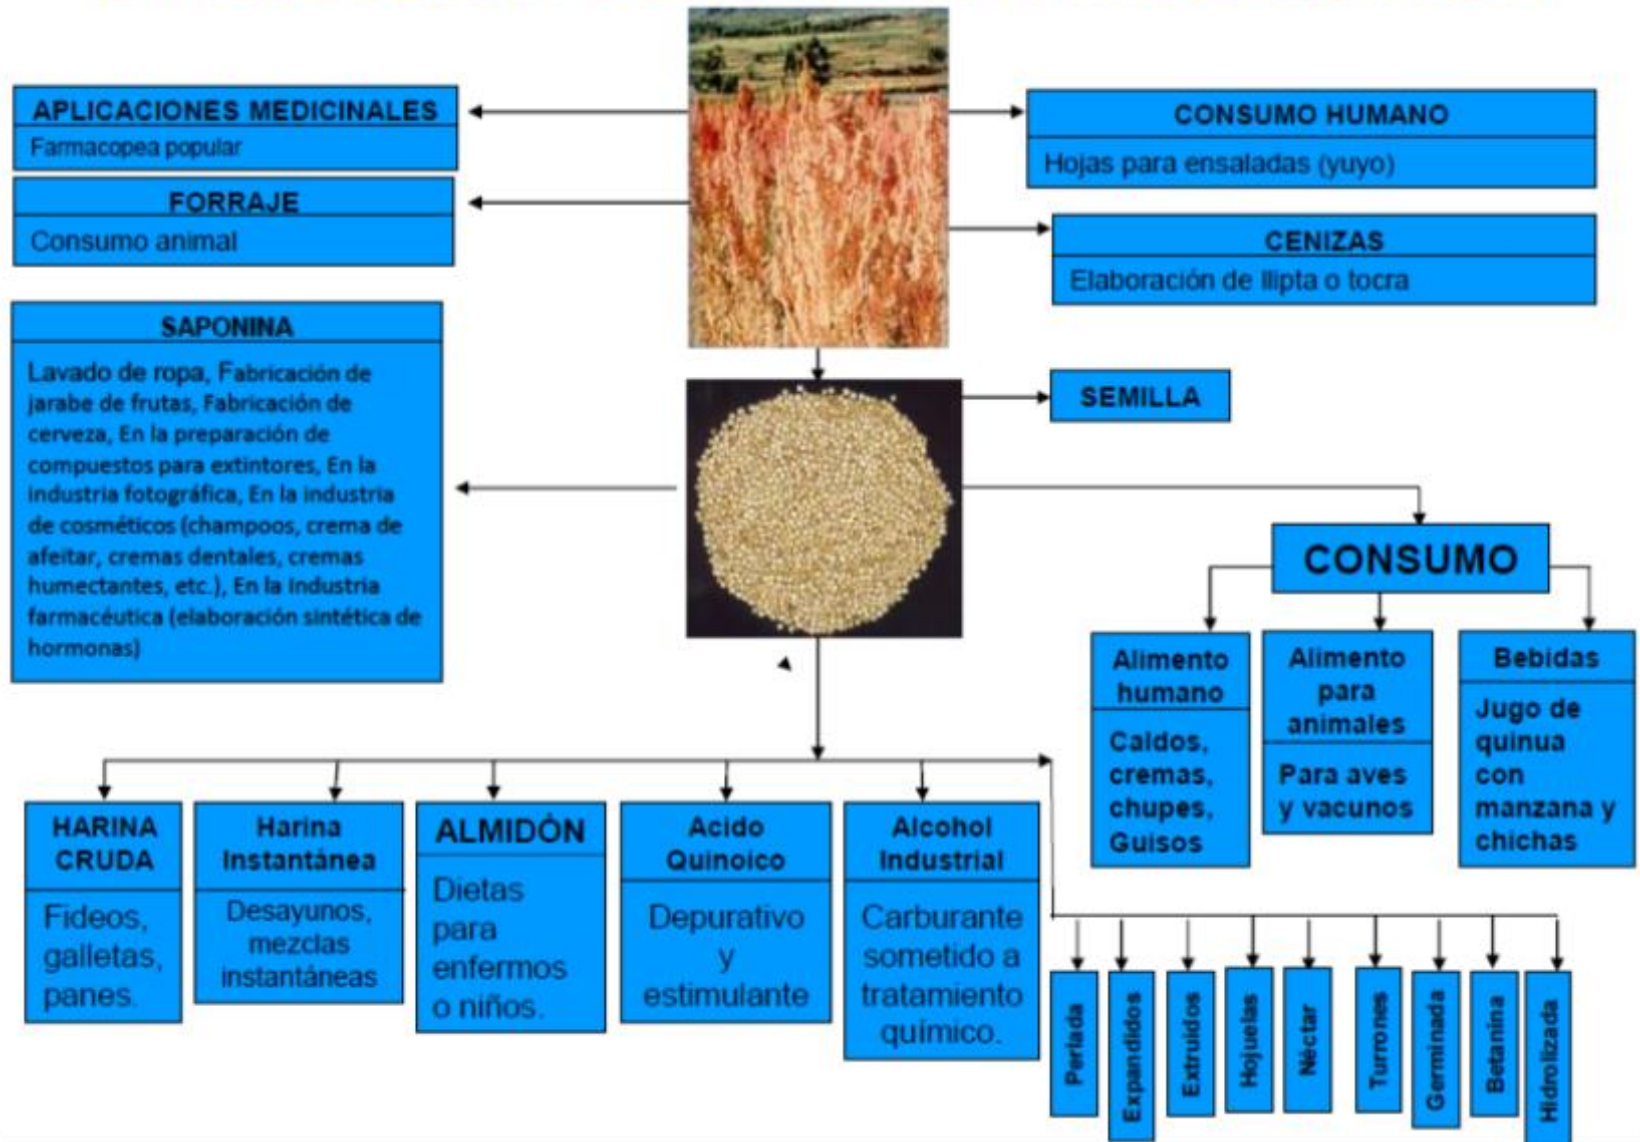 APLICACIONES MEDICINALES
Farmacopea popular
FORRAJE
Consumo animal
CONSUMO HUMANO
Hojas para ensaladas (yuyo)
CENIZAS
Elaboración de llipta o tocra
SAPONINA
Lavado de ropa, Fabricación de
jarabe de frutas, Fabricación de
cerveza, En la preparación de
compuestos para extintores, En la
industria fotográfica, En la industria
de cosméticos (champoos, crema de
afeitar, cremas dentales, cremas
humectantes, etc.), En la Industria
farmacéutica (elaboración sintética de
hormonas)
SEMILLA
CONSUMO
Alimento
humano
Caldos,
cremas,
chupes,
Guisos
Alimento
para
animales
Para aves
y vacunos
Bebidas
Jugo de
quinua
con
manzana y
chichas
HARINA
CRUDA
Fideos,
galletas,
panes.
Harina
Instantánea
Desayunos,
mezclas
instantáneas
ALMIDÓN
Dietas
para
enfermos
o niños.
Acido
Quinoico
Depurativo
y
estimulante
Alcohol
Industrial
Carburante
sometido a
tratamiento
químico.
Perlada
Expandidos
Extruidos
Hojuelas
Néctar
Turrones
Germinada
Betanina
Hidrolizada